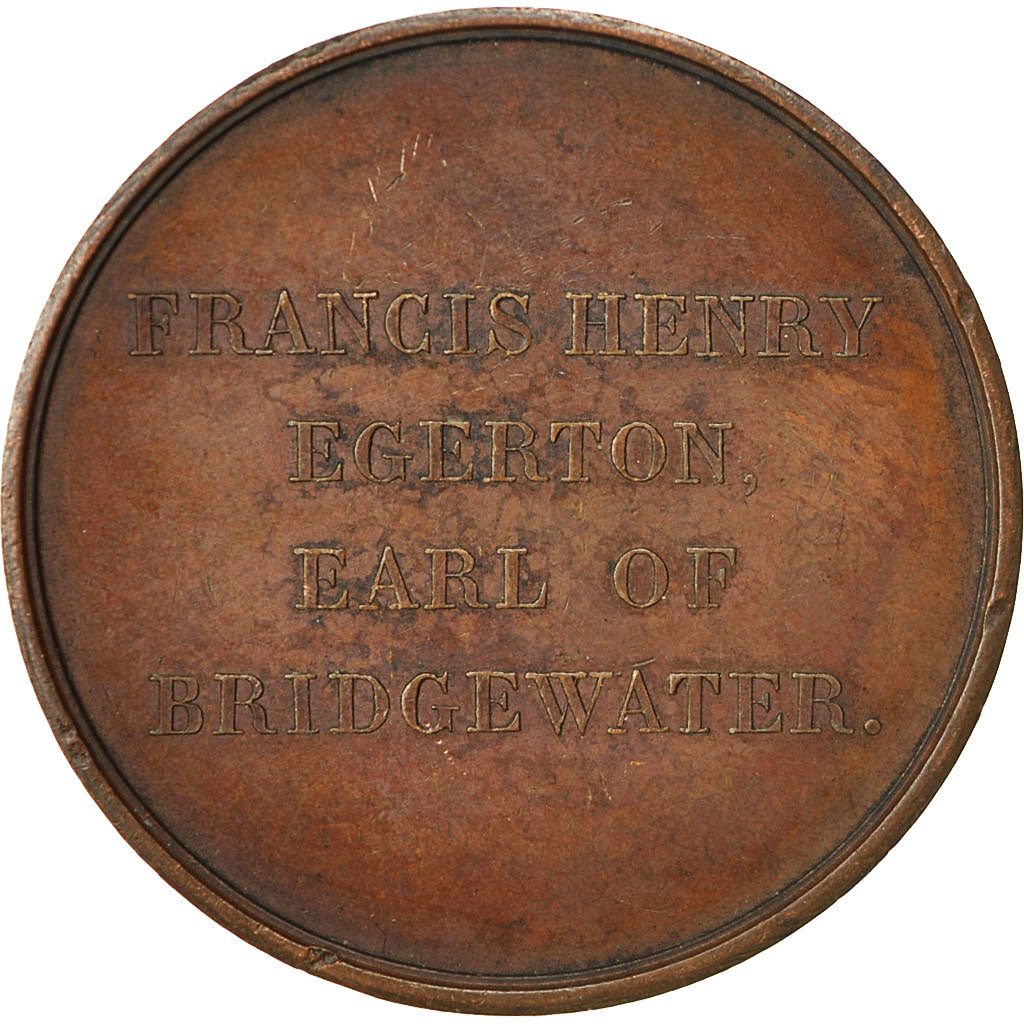 FRANCIS HENRY
EGERTON,
EARL OF
BRIDGEWATER.